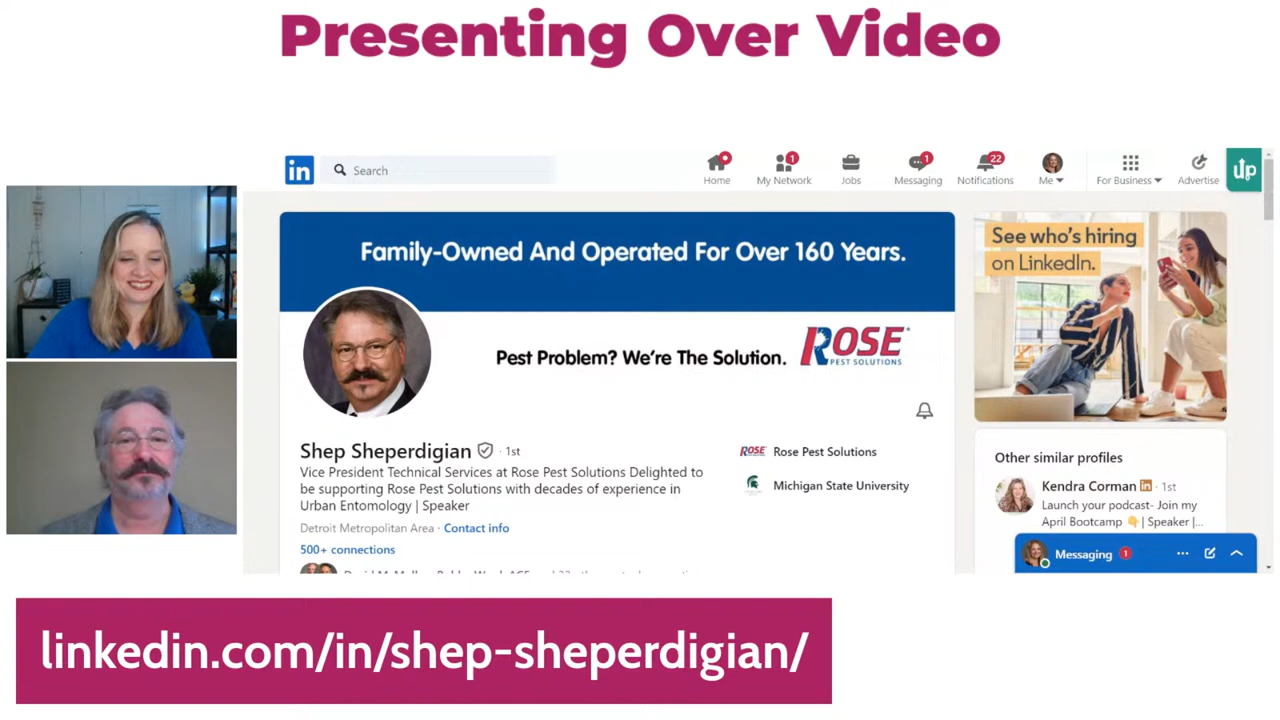 Presenting Over Video
in
Search
Home
1
My Network
Jobs
1
Messaging
22
Notifications
Me
For Business
Advertise
up
Family-Owned And Operated For Over 160 Years.
Pest Problem? We're The Solution.
ROSE
PEST SOLUTIONS
Shep Sheperdigian · 1st
Vice President Technical Services at Rose Pest Solutions Delighted to
be supporting Rose Pest Solutions with decades of experience in
Urban Entomology | Speaker
Detroit Metropolitan Area · Contact info
500+ connections
ROSE Rose Pest Solutions
Michigan State University
See who's hiring
on LinkedIn.
Other similar profiles
Kendra Corman in · 1st
Launch your podcast- Join my
April Bootcamp 👇 | Speaker |...
Messaging 1
linkedin.com/in/shep-sheperdigian/